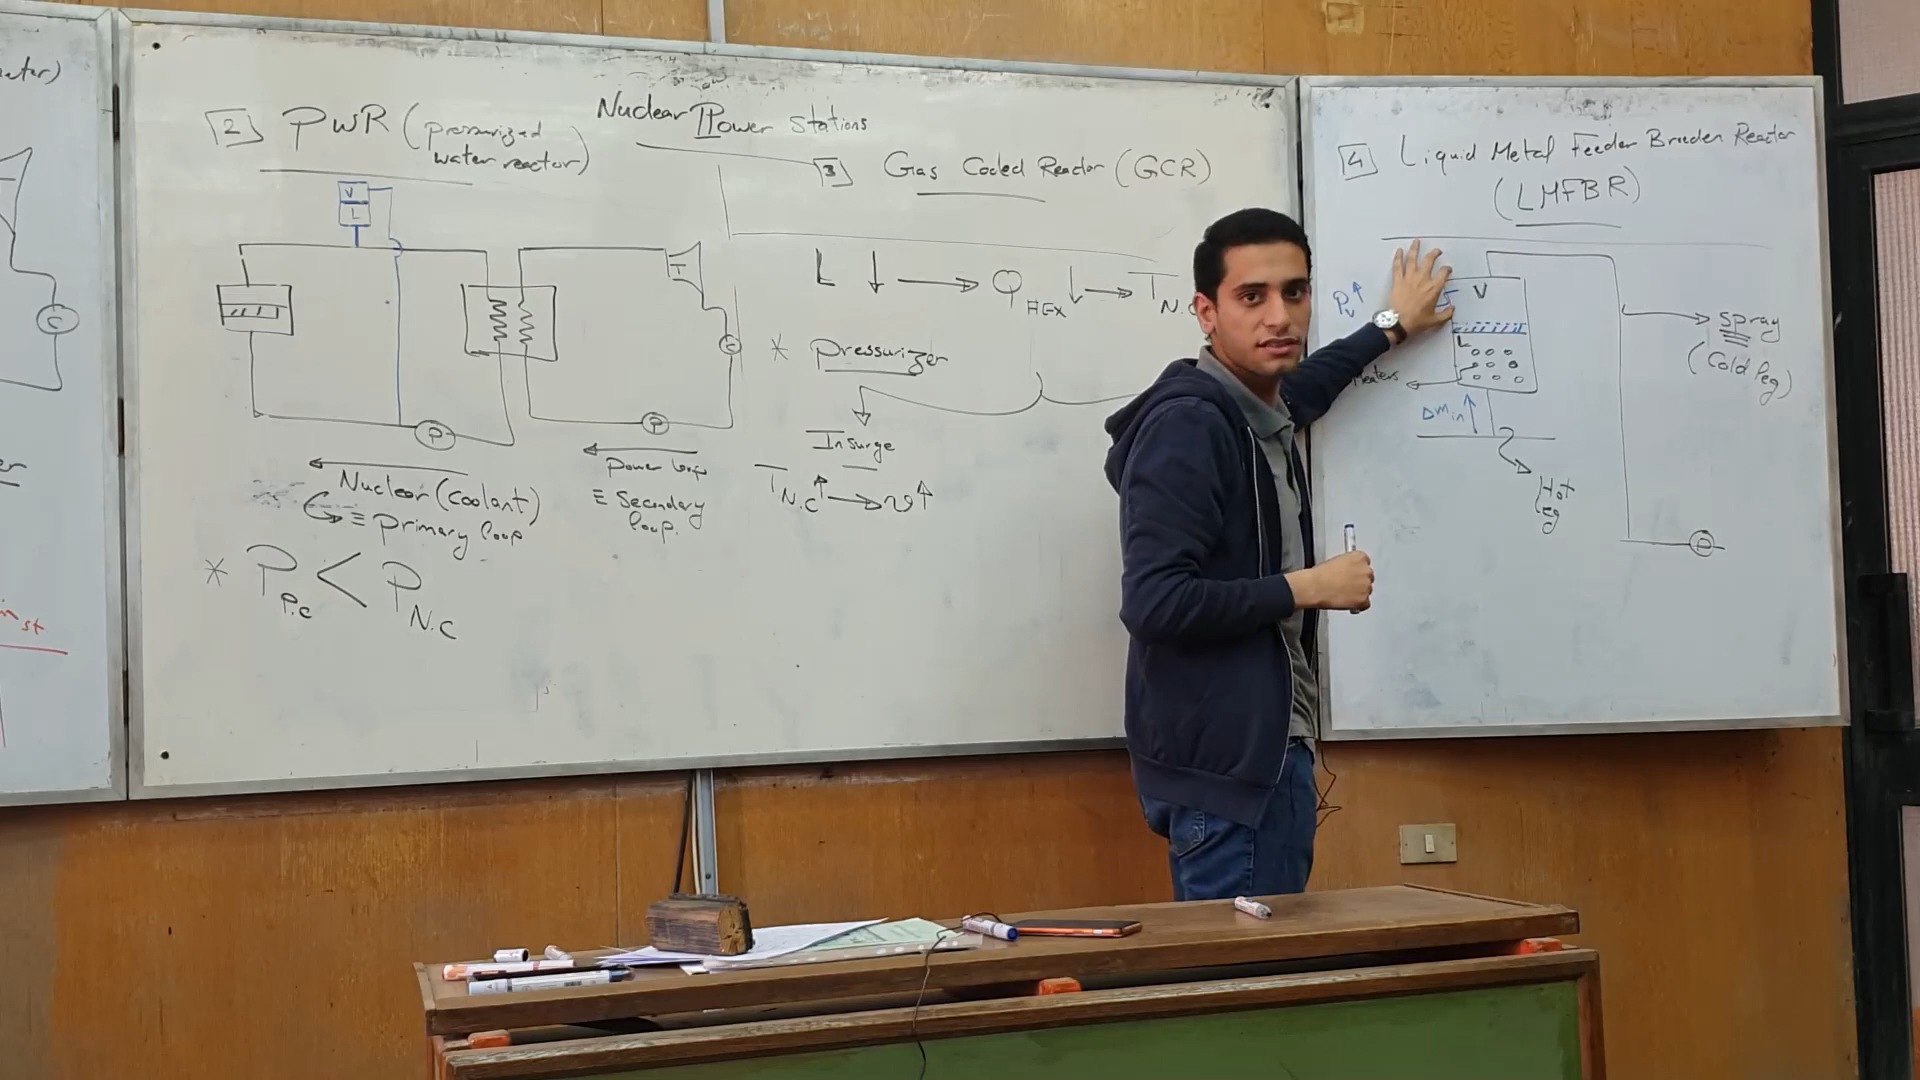 Nuclear Power Stations
2 PWR (pressurized
water reactor)
V
L
T
C
P
P
Nuclear (coolant)
≡ primary loop
power loop
≡ Secondary
loop.
* P P.C < P N.C
3 Gas Cooled Reactor (GCR)
L ↓ → Q HEX ↓ → T N.C
* pressurizer
Insurge
T N.C ↑ → v ↑
4 Liquid Metal Feeder Breeder Reactor
(LMFBR)
Pv ↑
V
L
spray
(Cold leg)
Heaters
Δm in ↑
Hot
leg
P
C
st